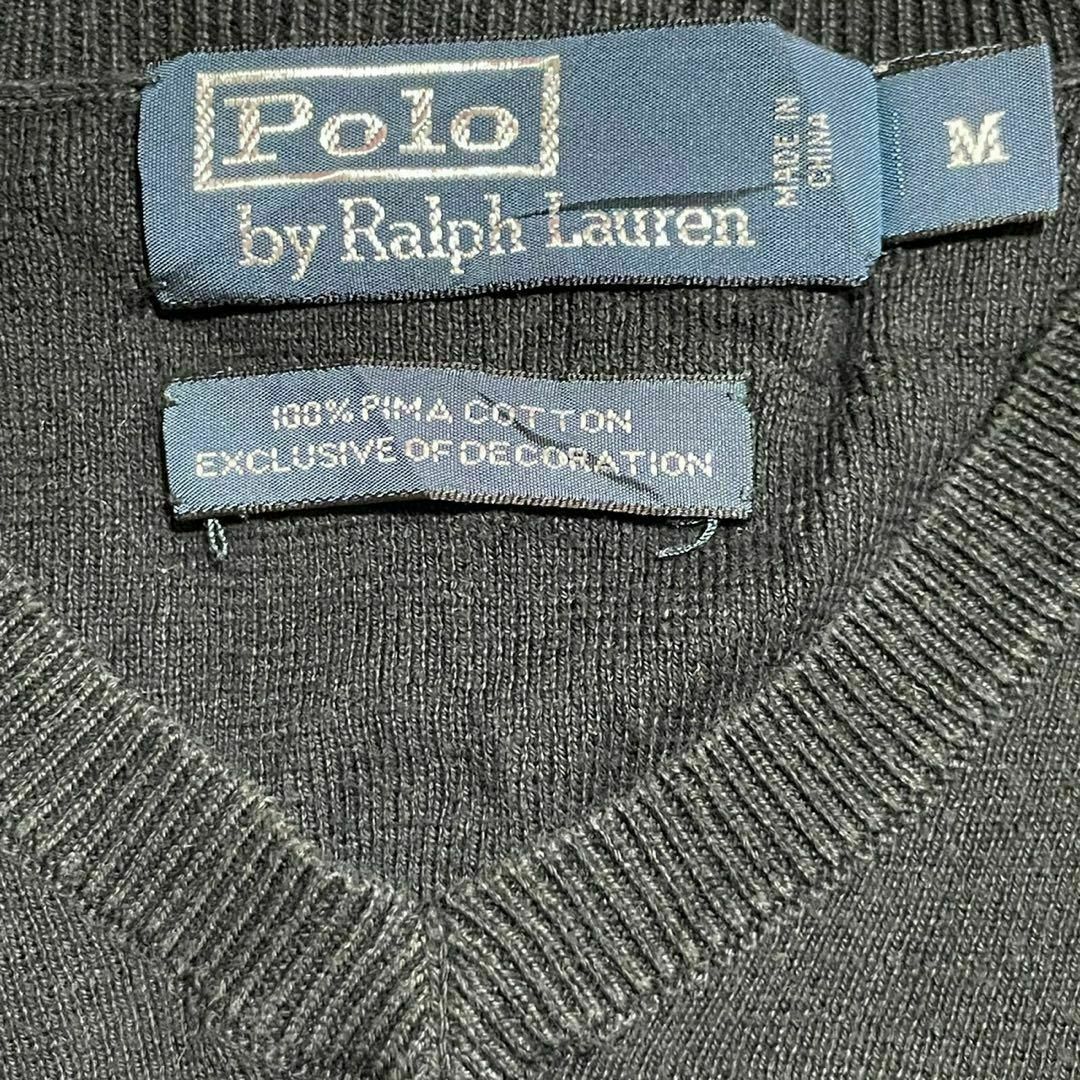 Polo
by Ralph Lauren
MADE IN
CHINA
M
100% PIMA COTTON
EXCLUSIVE OF DECORATION